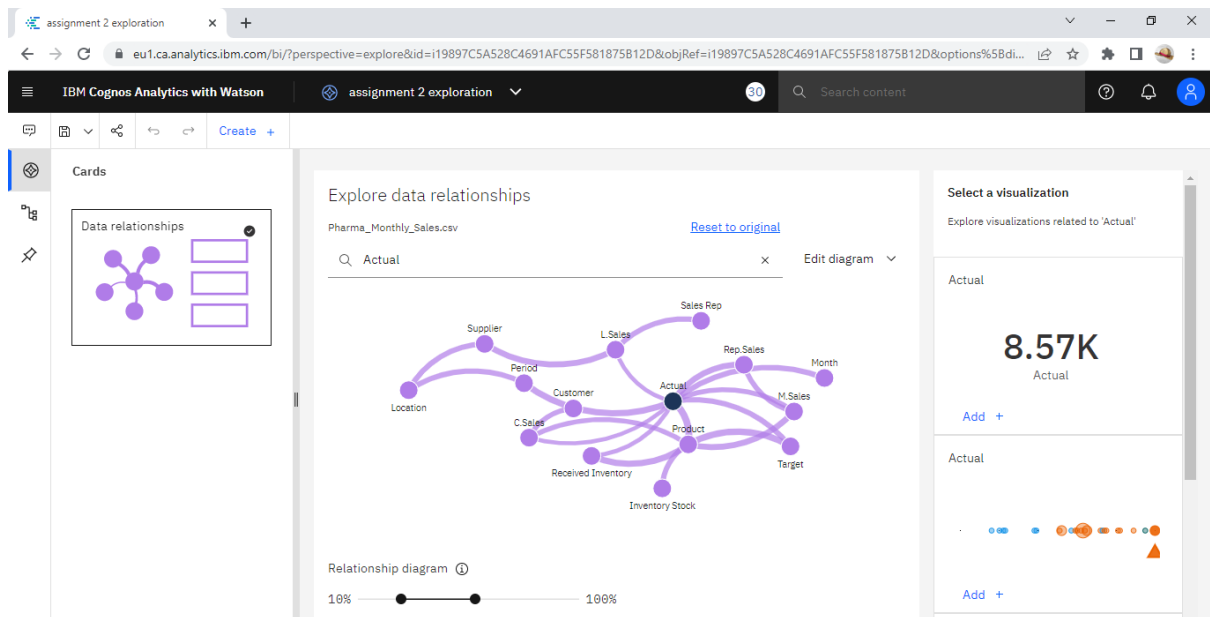 assignment 2 exploration
eu1.ca.analytics.ibm.com/bi/?perspective=explore&id=i19897C5A528C4691AFC55F581875B12D&objRef=i19897C5A528C4691AFC55F581875B12D&options%5Bdi...
IBM Cognos Analytics with Watson
assignment 2 exploration
30
Search content
Create +
Cards
Data relationships
Explore data relationships
Pharma_Monthly_Sales.csv
Reset to original
Actual
Edit diagram
Sales Rep
Supplier
L.Sales
Rep.Sales
Period
Month
Actual
Customer
M.Sales
Location
C.Sales
Product
Target
Received Inventory
Inventory Stock
Relationship diagram
10%
100%
Select a visualization
Explore visualizations related to 'Actual'
Actual
8.57K
Actual
Add +
Actual
Add +